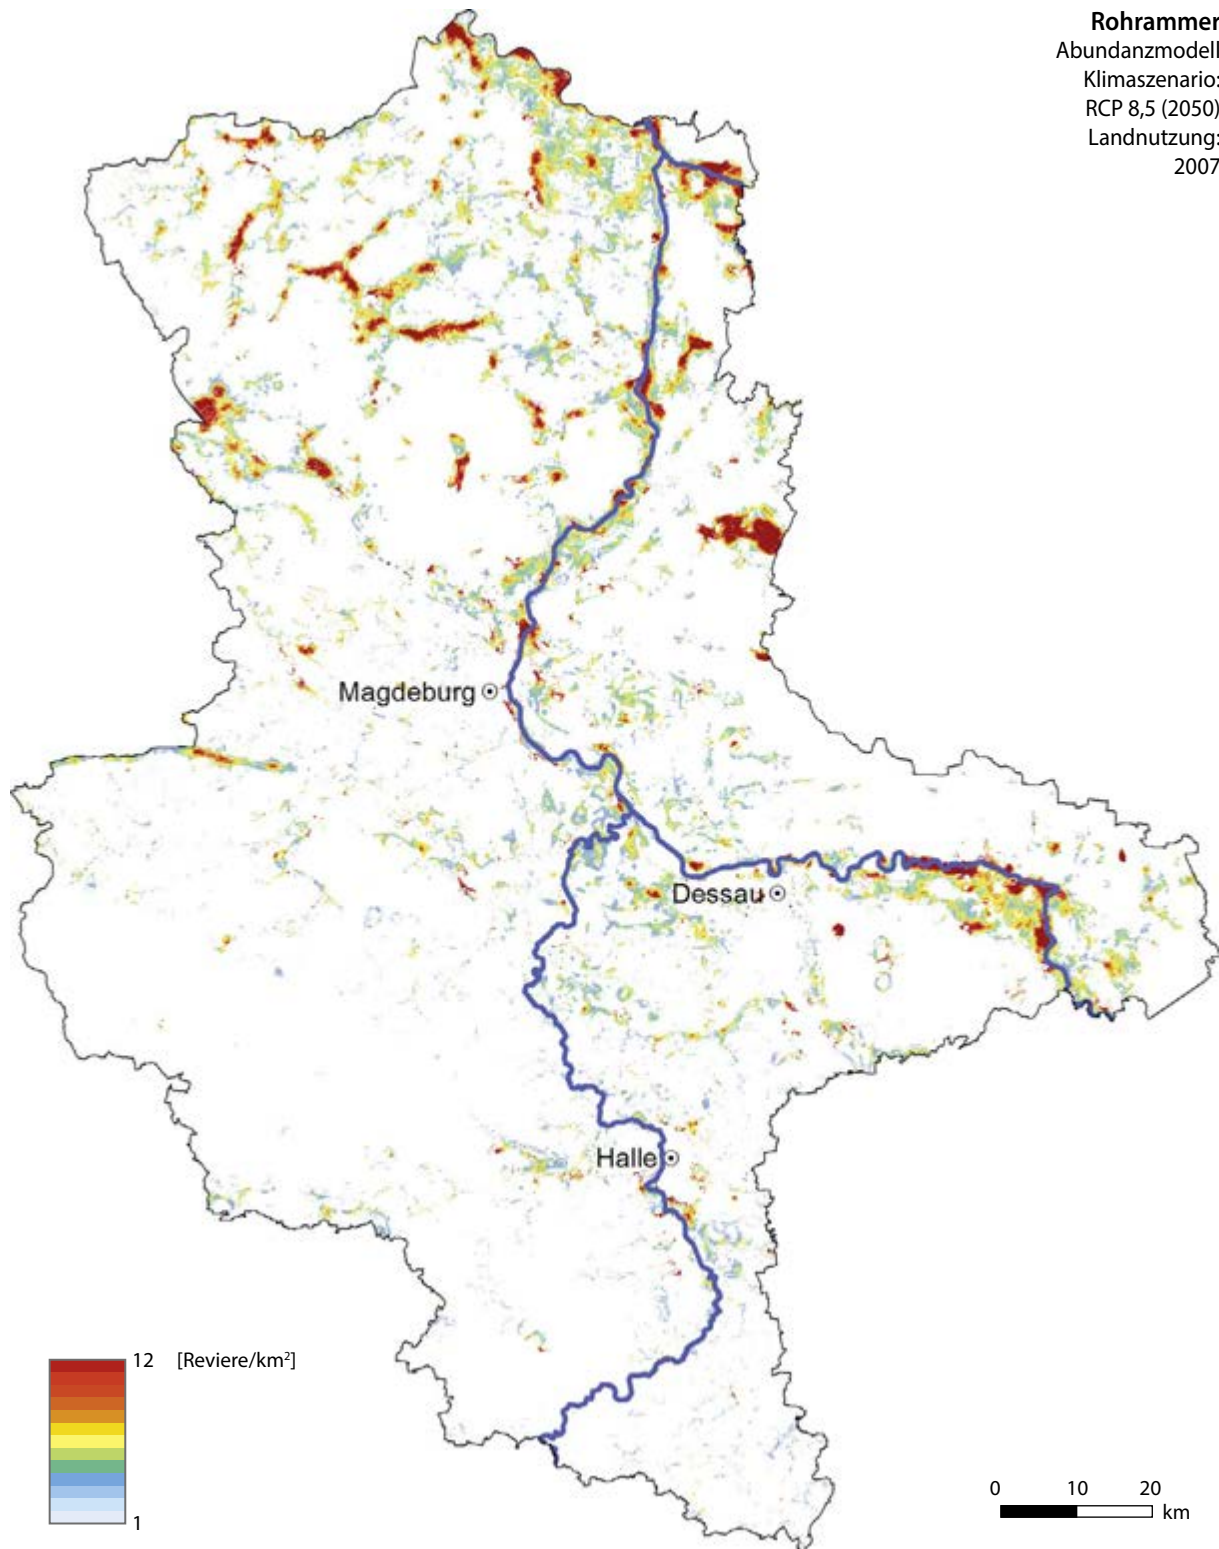 Rohrammer
Abundanzmodell
Klimaszenario:
RCP 8,5 (2050)
Landnutzung:
2007
Magdeburg
Dessau
Halle
12 [Reviere/km²]
1
0 10 20
km